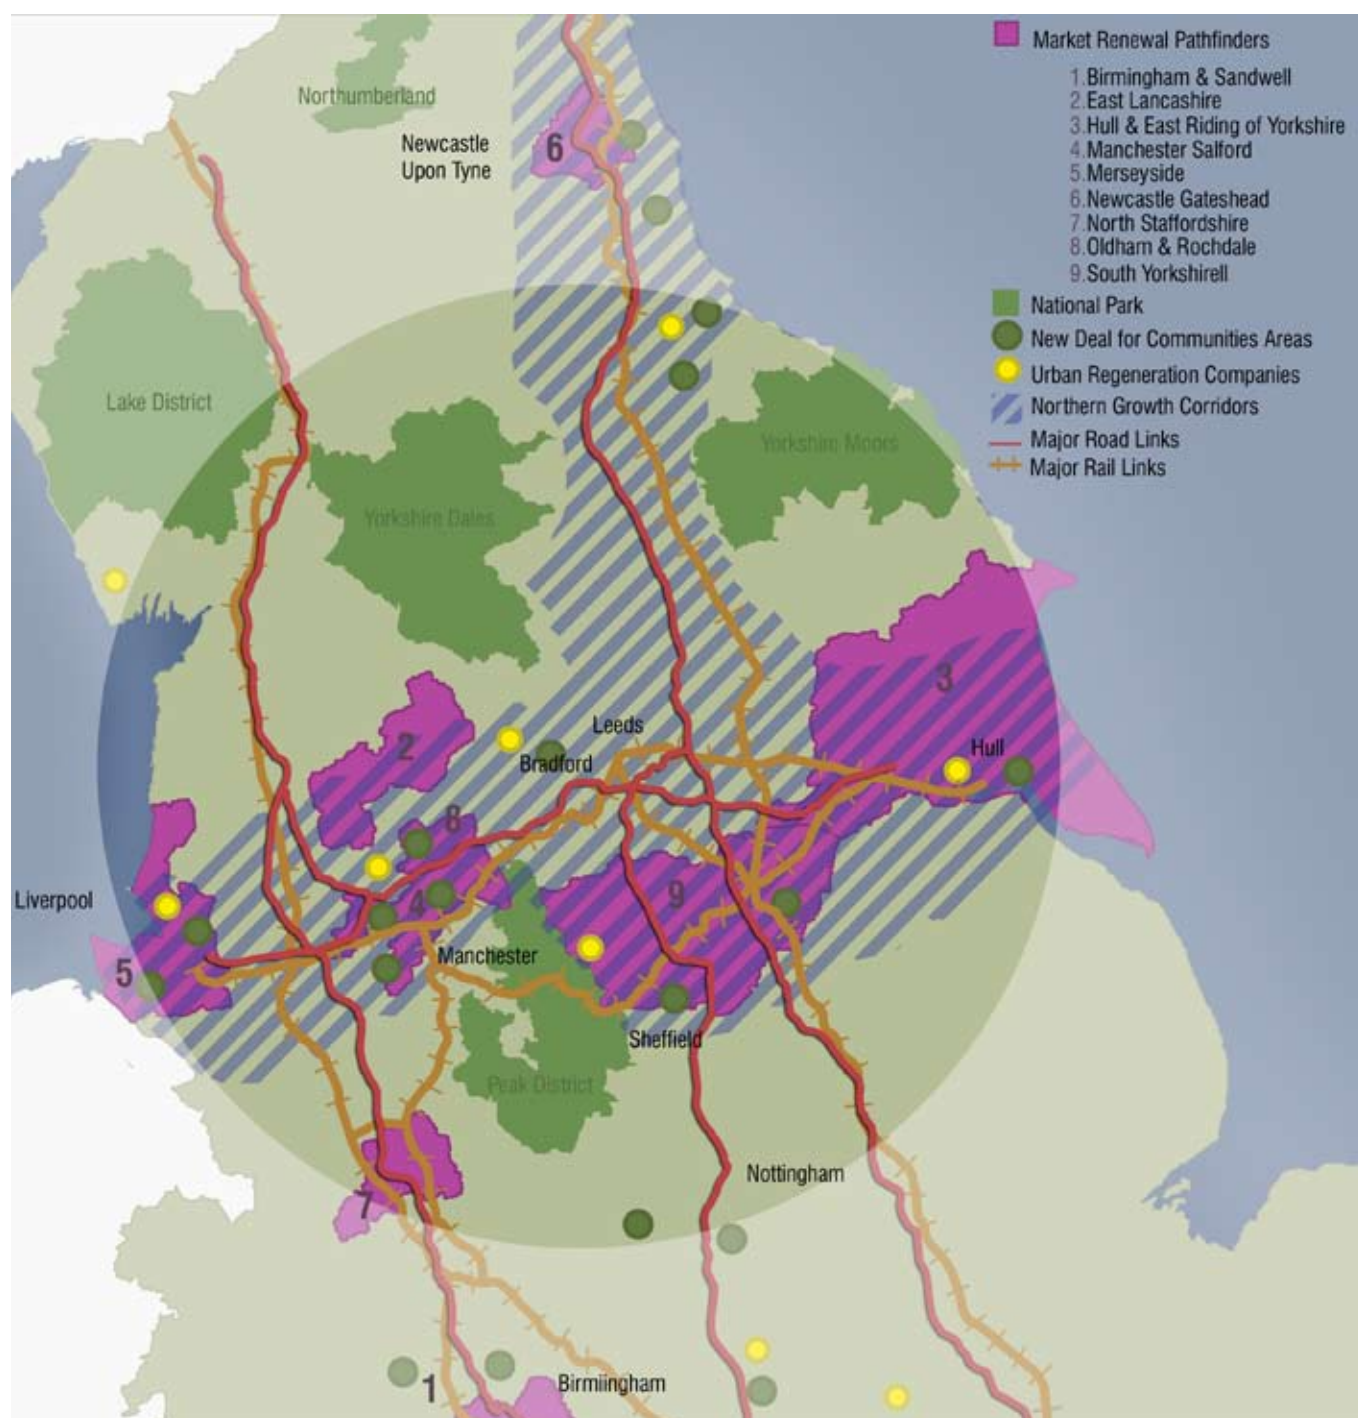 Market Renewal Pathfinders
1.Birmingham & Sandwell
2.East Lancashire
3.Hull & East Riding of Yorkshire
4.Manchester Salford
5.Merseyside
6.Newcastle Gateshead
7.North Staffordshire
8.Oldham & Rochdale
9.South Yorkshirell
National Park
New Deal for Communities Areas
Urban Regeneration Companies
Northern Growth Corridors
Major Road Links
Major Rail Links
Northumberland
Newcastle
Upon Tyne
6
Lake District
Yorkshire Moors
Yorkshire Dales
3
Leeds
2
Hull
Bradford
8
Liverpool
4
9
Manchester
5
Sheffield
Peak District
Nottingham
7
1
Birmiingham